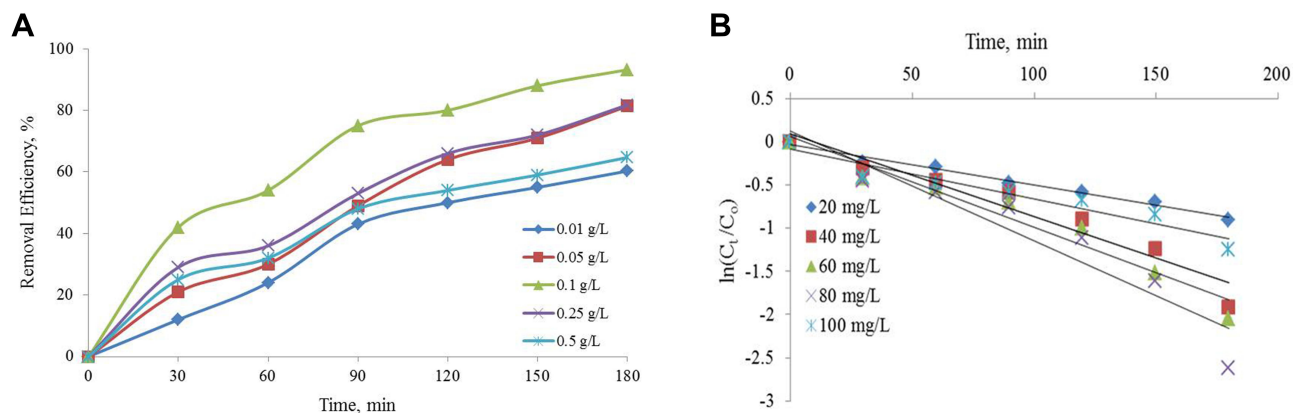 A
100
80
60
40
20
0
Removal Efficiency, %
0 30 60 90 120 150 180
Time, min
0.01 g/L
0.05 g/L
0.1 g/L
0.25 g/L
0.5 g/L
B
Time, min
0 50 100 150 200
0.5
0
-0.5
-1
-1.5
-2
-2.5
-3
ln(Ct /Co)
20 mg/L
40 mg/L
60 mg/L
80 mg/L
100 mg/L